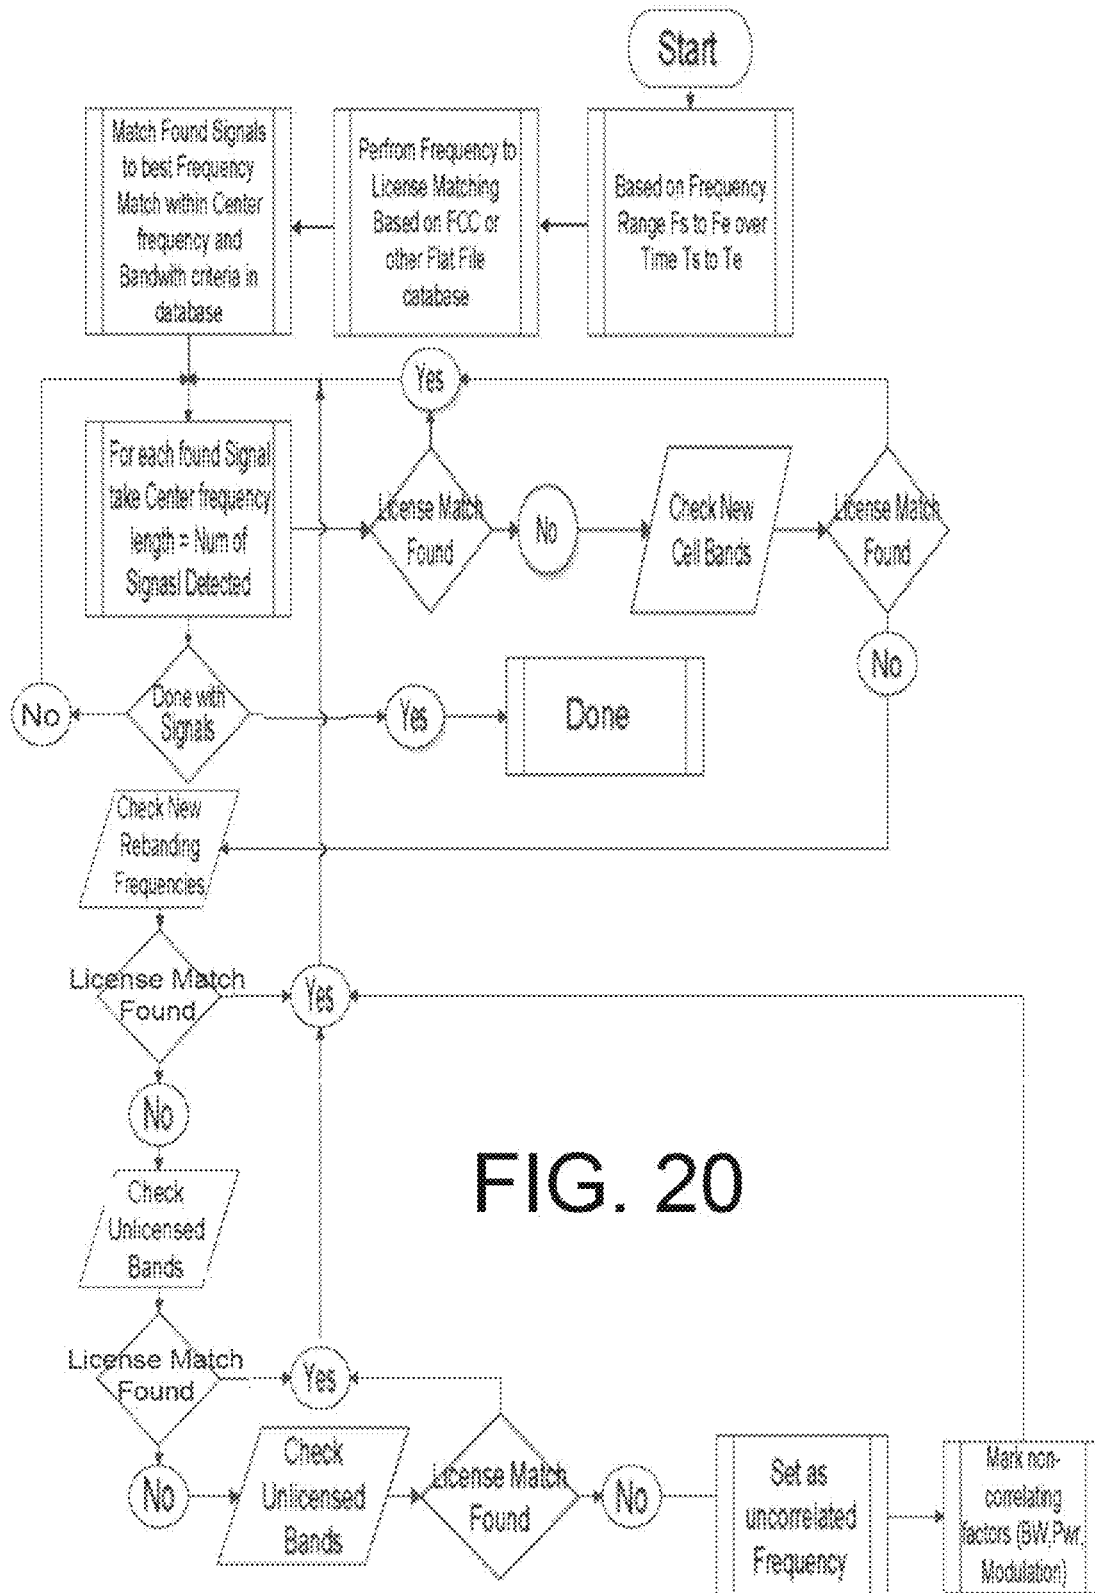 Start
Based on Frequency
Range Fs to Fe over
Time Ts to Te
Perfrom Frequency to
License Matching
Based on FCC or
other Flat File
database
Match Found Signals
to best Frequency
Match within Center
frequency and
Bandwith criteria in
database
Yes
For each found Signal
take Center frequency
length = Num of
Signasl Detected
License Match
Found
No
Check New
Cell Bands
License Match
Found
No
No
Done with
Signals
Yes
Done
Check New
Rebanding
Frequencies
License Match
Found
Yes
No
FIG. 20
Check
Unlicensed
Bands
License Match
Found
Yes
No
Check
Unlicensed
Bands
License Match
Found
No
Set as
uncorrelated
Frequency
Mark non-
correlating
factors (BW,Pwr,
Modulation)